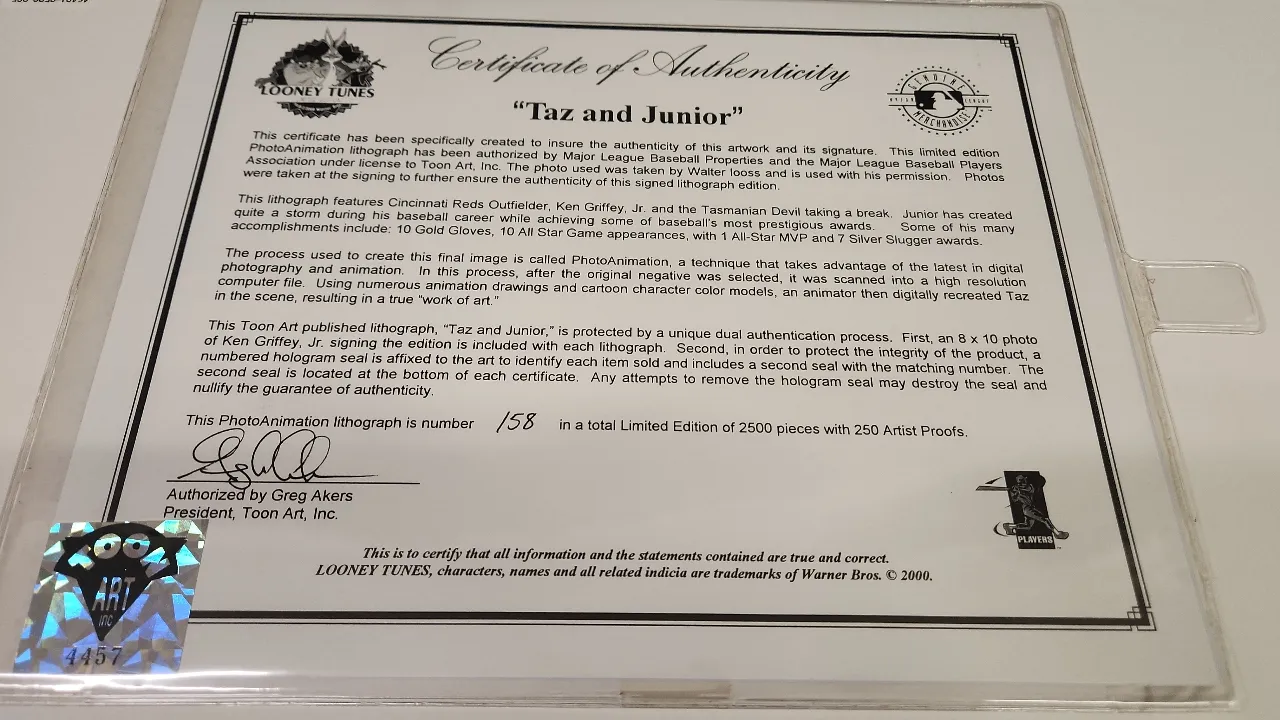 LOONEY TUNES
Certificate of Authenticity
GENUINE
MERCHANDISE
“Taz and Junior”
This certificate has been specifically created to insure the authenticity of this artwork and its signature. This limited edition
PhotoAnimation lithograph has been authorized by Major League Baseball Properties and the Major League Baseball Players
Association under license to Toon Art, Inc. The photo used was taken by Walter Iooss and is used with his permission. Photos
were taken at the signing to further ensure the authenticity of this signed lithograph edition.
This lithograph features Cincinnati Reds Outfielder, Ken Griffey, Jr. and the Tasmanian Devil taking a break. Junior has created
quite a storm during his baseball career while achieving some of baseball's most prestigious awards. Some of his many
accomplishments include: 10 Gold Gloves, 10 All Star Game appearances, with 1 All-Star MVP and 7 Silver Slugger awards.
The process used to create this final image is called PhotoAnimation, a technique that takes advantage of the latest in digital
photography and animation. In this process, after the original negative was selected, it was scanned into a high resolution
computer file. Using numerous animation drawings and cartoon character color models, an animator then digitally recreated Taz
in the scene, resulting in a true “work of art.”
This Toon Art published lithograph, “Taz and Junior,” is protected by a unique dual authentication process. First, an 8 x 10 photo
of Ken Griffey, Jr. signing the edition is included with each lithograph. Second, in order to protect the integrity of the product, a
numbered hologram seal is affixed to the art to identify each item sold and includes a second seal with the matching number. The
second seal is located at the bottom of each certificate. Any attempts to remove the hologram seal may destroy the seal and
nullify the guarantee of authenticity.
This PhotoAnimation lithograph is number 158 in a total Limited Edition of 2500 pieces with 250 Artist Proofs.
Authorized by Greg Akers
President, Toon Art, Inc.
PLAYERS
This is to certify that all information and the statements contained are true and correct.
LOONEY TUNES, characters, names and all related indicia are trademarks of Warner Bros. © 2000.
ART
INC
4457